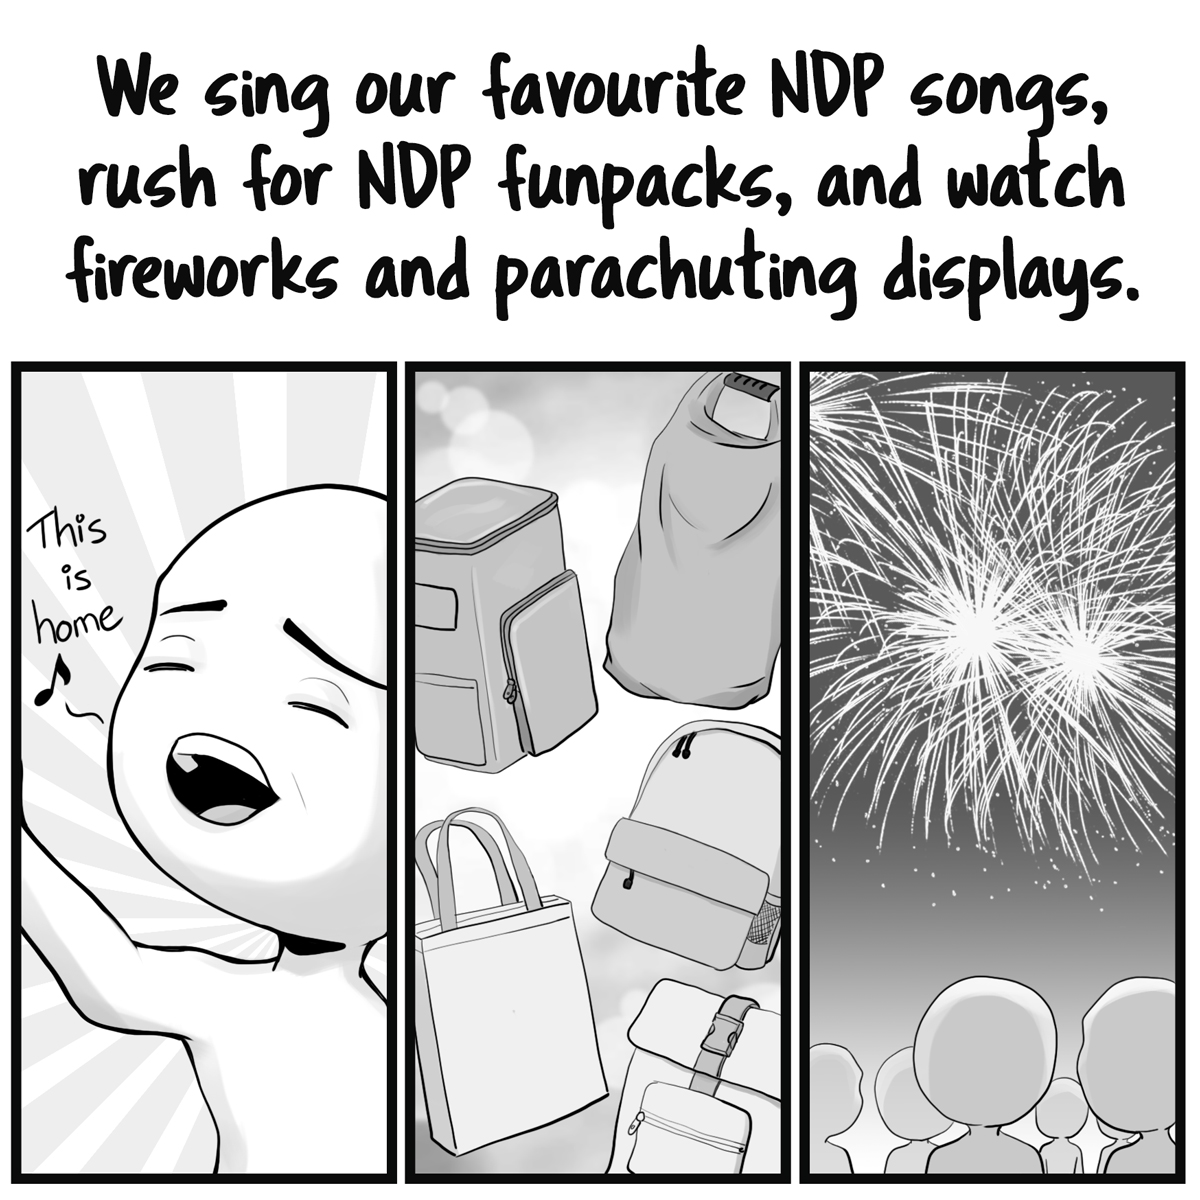 We sing our favourite NDP songs,
rush for NDP funpacks, and watch
fireworks and parachuting displays.
This
is
home